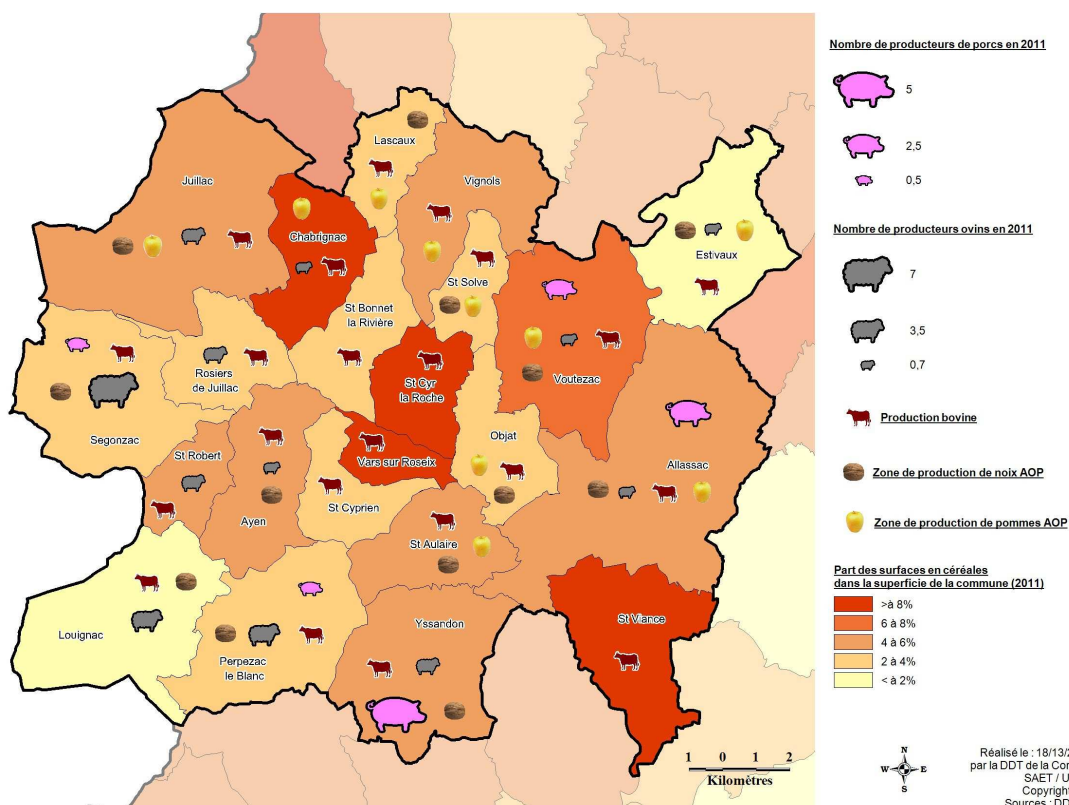 Lascaux
Juillac
Vignols
Chabrignac
Estivaux
St Solve
St Bonnet
la Rivière
Rosiers
de Juillac
St Cyr
la Roche
Voutezac
Segonzac
Objat
St Robert
Vars sur Roseix
Allassac
Ayen
St Cyprien
St Aulaire
Louignac
Yssandon
St Viance
Perpezac
le Blanc
1 0 1 2
Kilomètres
Nombre de producteurs de porcs en 2011
5
2,5
0,5
Nombre de producteurs ovins en 2011
7
3,5
0,7
Production bovine
Zone de production de noix AOP
Zone de production de pommes AOP
Part des surfaces en céréales
dans la superficie de la commune (2011)
>à 8%
6 à 8%
4 à 6%
2 à 4%
< à 2%
N
W E
S
Réalisé le : 18/13/2
par la DDT de la Cor
SAET / U
Copyright
Sources : DD